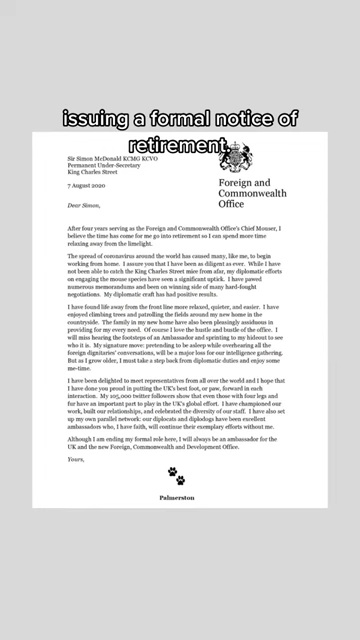 issuing a formal notice of
retirement
Sir Simon McDonald KCMG KCVO
Permanent Under-Secretary
King Charles Street
Foreign and
Commonwealth
Office
7 August 2020
Dear Simon,
After four years serving as the Foreign and Commonwealth Office's Chief Mouser, I
believe the time has come for me go into retirement so I can spend more time
relaxing away from the limelight.
The spread of coronavirus around the world has caused many, like me, to begin
working from home. I assure you that I have been as diligent as ever. While I have
not been able to catch the King Charles Street mice from afar, my diplomatic efforts
on engaging the mouse species have seen a significant uptick. I have pawed
numerous memorandums and been on winning side of many hard-fought
negotiations. My diplomatic craft has had positive results.
I have found life away from the front line more relaxed, quieter, and easier. I have
enjoyed climbing trees and patrolling the fields around my new home in the
countryside. The family in my new home have also been pleasingly assiduous in
providing for my every need. Of course I love the hustle and bustle of the office. I
will miss hearing the footsteps of an Ambassador and sprinting to my hideout to see
who it is. My signature move: pretending to be asleep while overhearing all the
foreign dignitaries' conversations, will be a major loss for our intelligence gathering.
But as I grow older, I must take a step back from diplomatic duties and enjoy some
me-time.
I have been delighted to meet representatives from all over the world and I hope that
I have done you proud in putting the UK's best foot, or paw, forward in each
interaction. My 105,000 twitter followers show that even those with four legs and
fur have an important part to play in the UK's global effort. I have championed our
work, built our relationships, and celebrated the diversity of our staff. I have also set
up my own parallel network: our diplocats and diplodogs have been excellent
ambassadors who, I have faith, will continue their exemplary efforts without me.
Although I am ending my formal role here, I will always be an ambassador for the
UK and the new Foreign, Commonwealth and Development Office.
Yours,
Palmerston